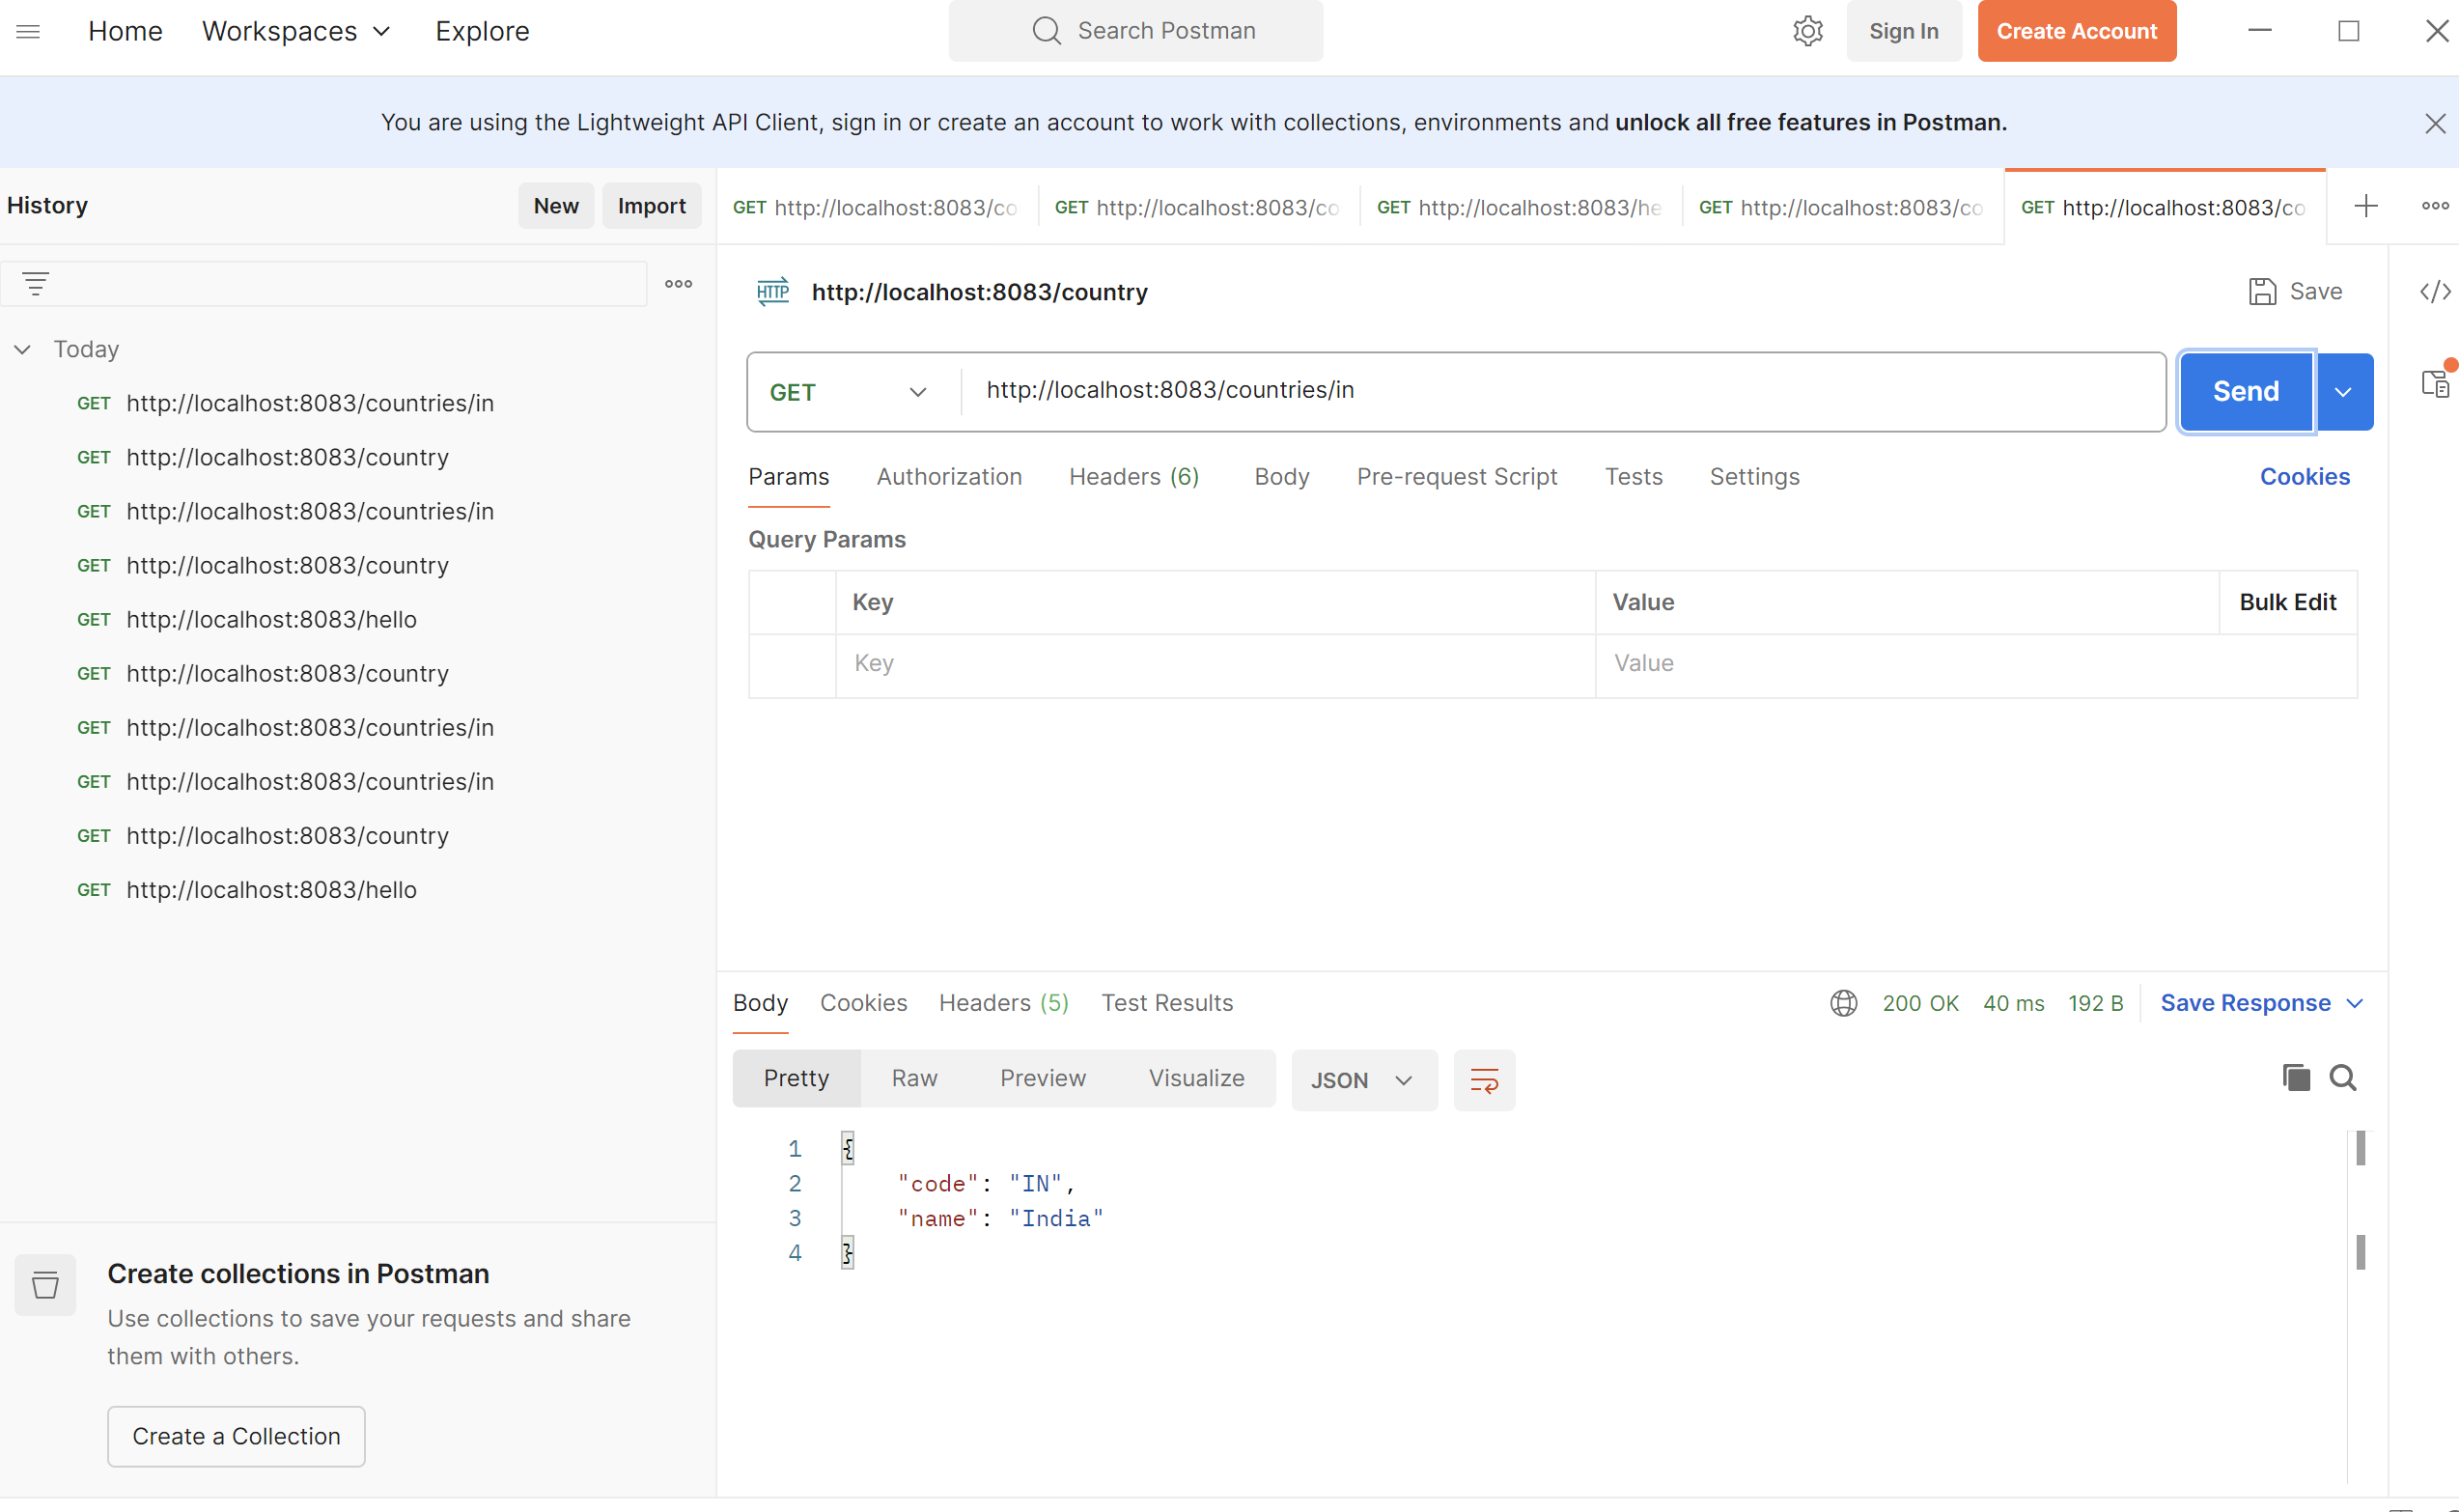 Home Workspaces Explore Search Postman Sign In Create Account
You are using the Lightweight API Client, sign in or create an account to work with collections, environments and unlock all free features in Postman.
History New Import
GET http://localhost:8083/co GET http://localhost:8083/co GET http://localhost:8083/he GET http://localhost:8083/co GET http://localhost:8083/co
Today
GET http://localhost:8083/countries/in
GET http://localhost:8083/country
GET http://localhost:8083/countries/in
GET http://localhost:8083/country
GET http://localhost:8083/hello
GET http://localhost:8083/country
GET http://localhost:8083/countries/in
GET http://localhost:8083/countries/in
GET http://localhost:8083/country
GET http://localhost:8083/hello
Create collections in Postman
Use collections to save your requests and share
them with others.
Create a Collection
HTTP http://localhost:8083/country Save
GET http://localhost:8083/countries/in Send
Params Authorization Headers (6) Body Pre-request Script Tests Settings Cookies
Query Params
Key Value Bulk Edit
Key Value
Body Cookies Headers (5) Test Results 200 OK 40 ms 192 B Save Response
Pretty Raw Preview Visualize JSON
1 {
2 "code": "IN",
3 "name": "India"
4 }